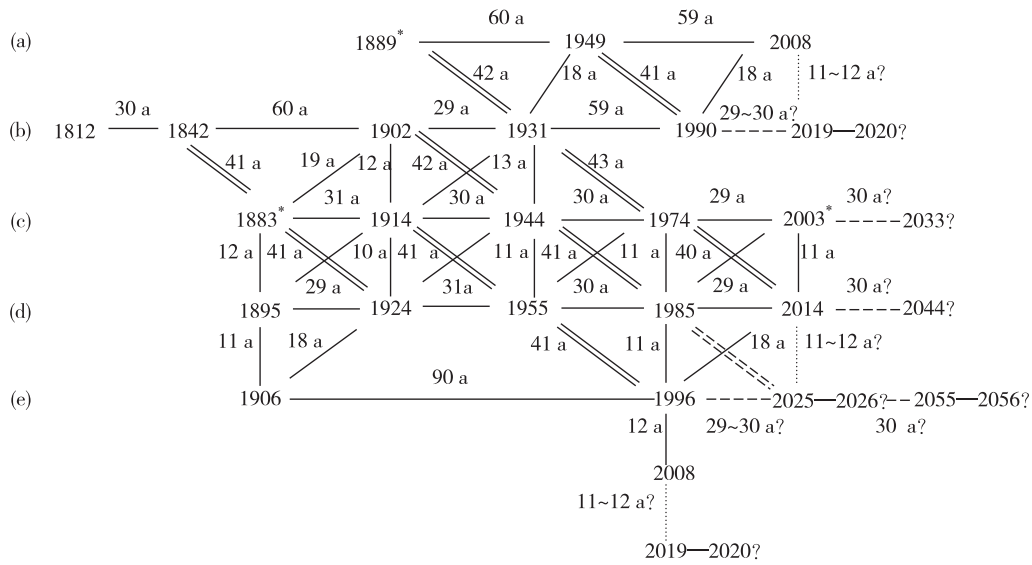 60 a 59 a
(a) 1889* 1949 2008
42 a 18 a 41 a 18 a 11~12 a?
30 a 60 a 29 a 59 a 29~30 a?
(b) 1812 1842 1902 1931 1990 2019—2020?
41 a 19 a 12a 42 a 13 a 43 a
31 a 30 a 30 a 29 a 30 a?
(c) 1883* 1914 1944 1974 2003* 2033?
12 a 41 a 10 a 41 a 11 a 41 a 11 a 40 a 11 a
29 a 31a 30 a 29 a 30 a?
(d) 1895 1924 1955 1985 2014 2044?
11 a 18 a 41 a 11 a 18 a 11~12 a?
90 a
(e) 1906 1996 2025—2026? 2055—2056?
12 a 29~30 a? 30 a?
2008
11~12 a?
2019—2020?